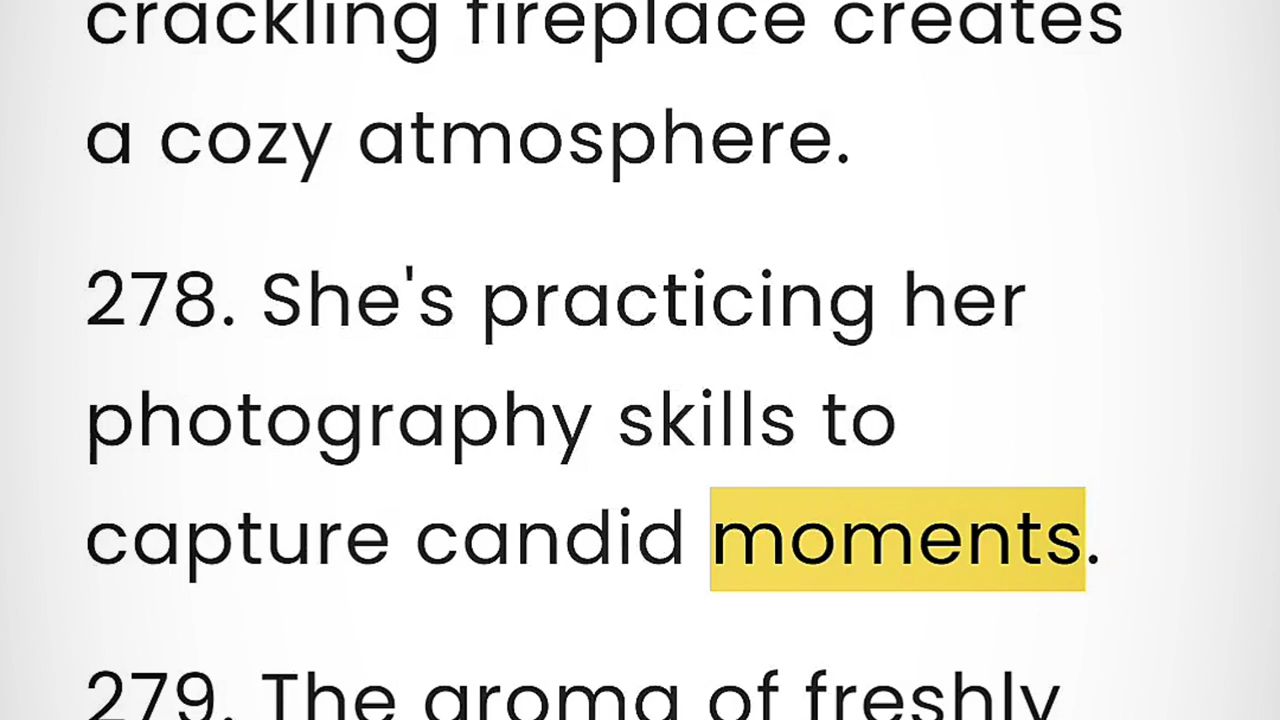 crackling fireplace creates
a cozy atmosphere.
278. She's practicing her
photography skills to
capture candid moments.
279. The aroma of freshly